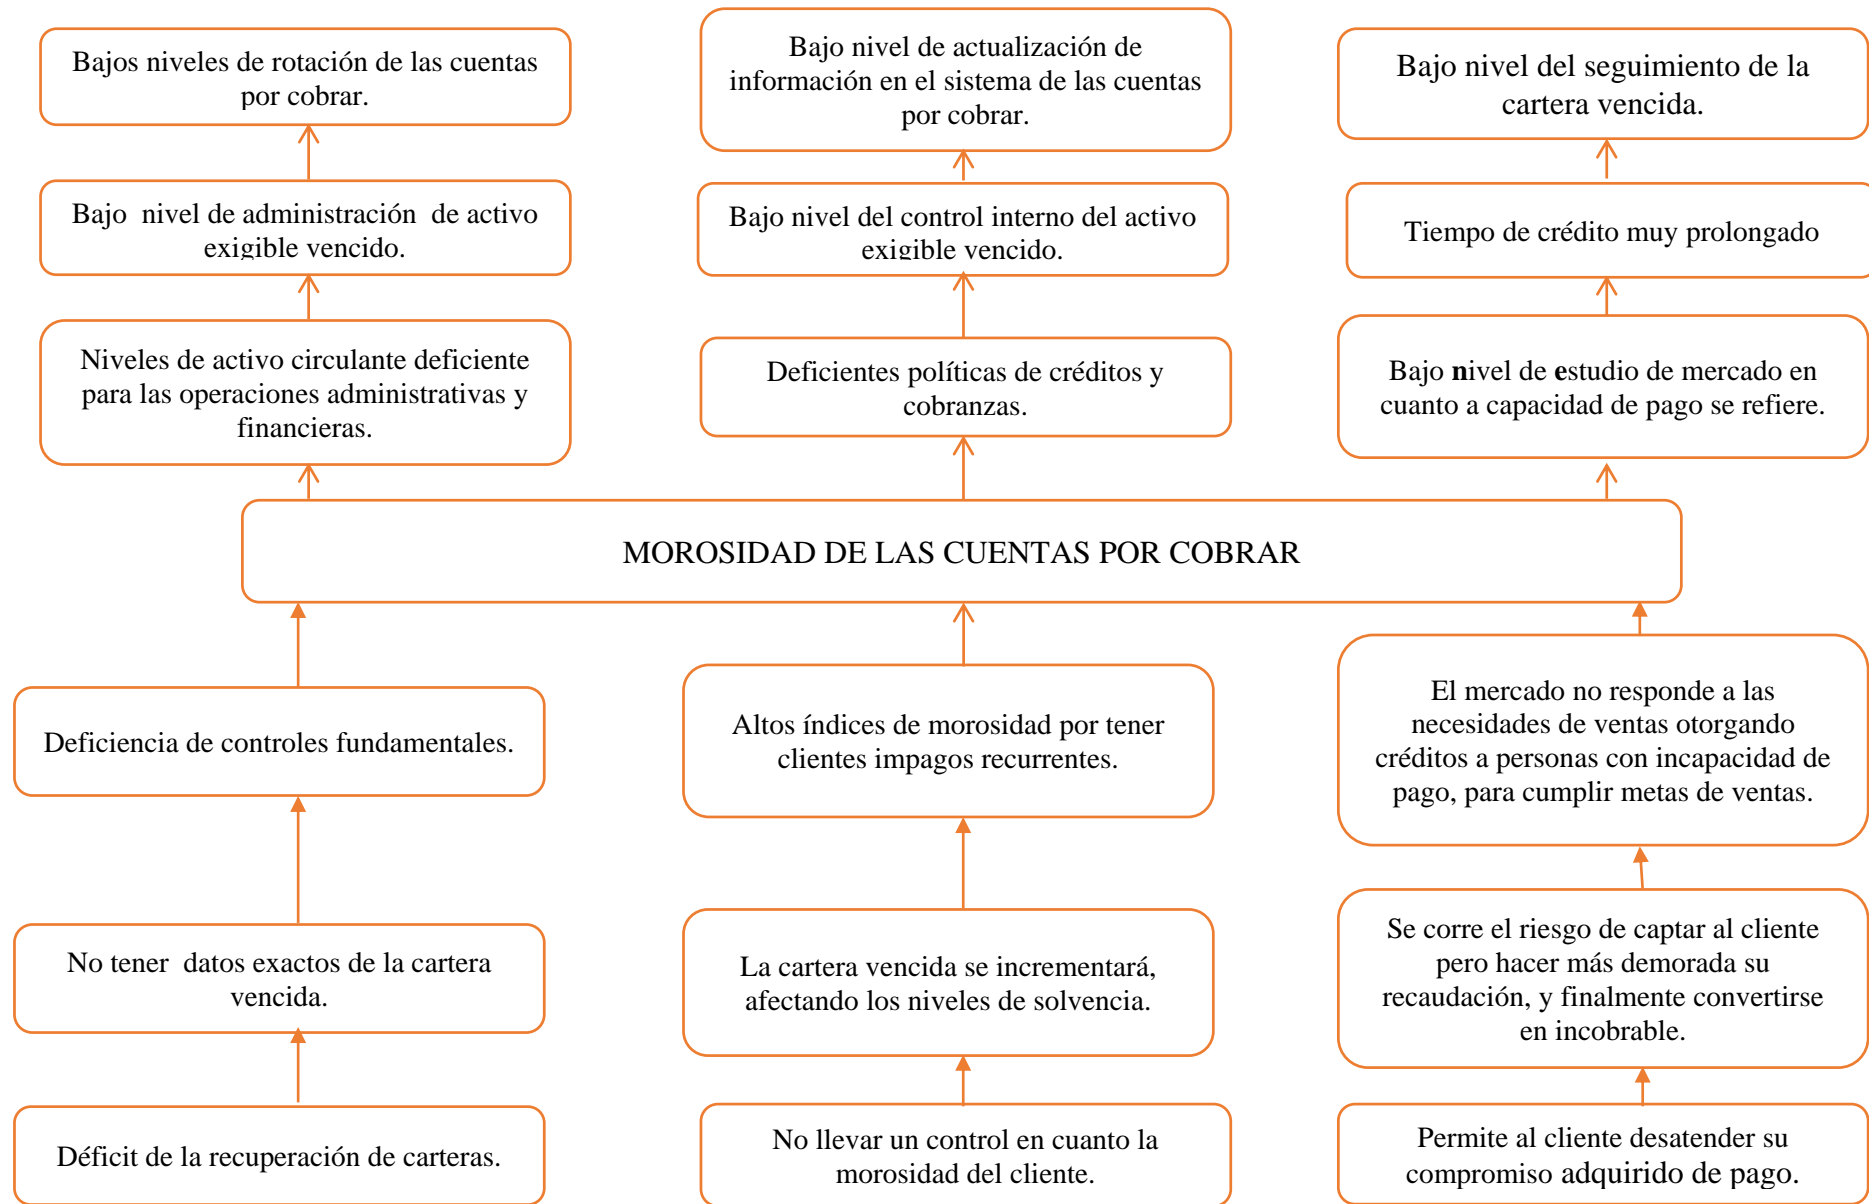 Bajos niveles de rotación de las cuentas
por cobrar.
Bajo nivel de actualización de
información en el sistema de las cuentas
por cobrar.
Bajo nivel del seguimiento de la
cartera vencida.
Bajo  nivel de administración  de activo
exigible vencido.
Bajo nivel del control interno del activo
exigible vencido.
Tiempo de crédito muy prolongado
Niveles de activo circulante deficiente
para las operaciones administrativas y
financieras.
Deficientes políticas de créditos y
cobranzas.
Bajo nivel de estudio de mercado en
cuanto a capacidad de pago se refiere.
MOROSIDAD DE LAS CUENTAS POR COBRAR
Deficiencia de controles fundamentales.
Altos índices de morosidad por tener
clientes impagos recurrentes.
El mercado no responde a las
necesidades de ventas otorgando
créditos a personas con incapacidad de
pago, para cumplir metas de ventas.
No tener  datos exactos de la cartera
vencida.
La cartera vencida se incrementará,
afectando los niveles de solvencia.
Se corre el riesgo de captar al cliente
pero hacer más demorada su
recaudación, y finalmente convertirse
en incobrable.
Déficit de la recuperación de carteras.
No llevar un control en cuanto la
morosidad del cliente.
Permite al cliente desatender su
compromiso adquirido de pago.